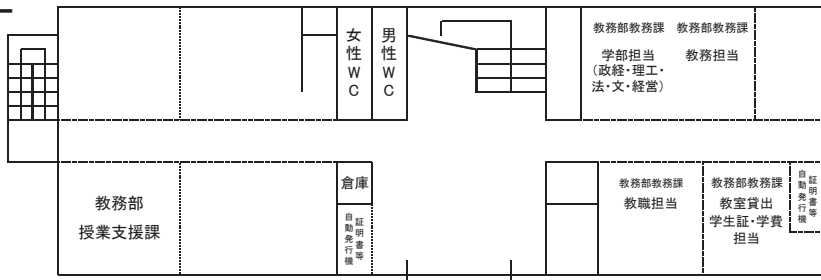 女性WC
男性WC
教務部教務課
学部担当
(政経・理工・
法・文・経営)
教務部教務課
教務担当
教務部
授業支援課
倉庫
証明書等
自動発行機
教務部教務課
教職担当
教務部教務課
教室貸出
学生証・学費
担当
証明書等
自動発行機